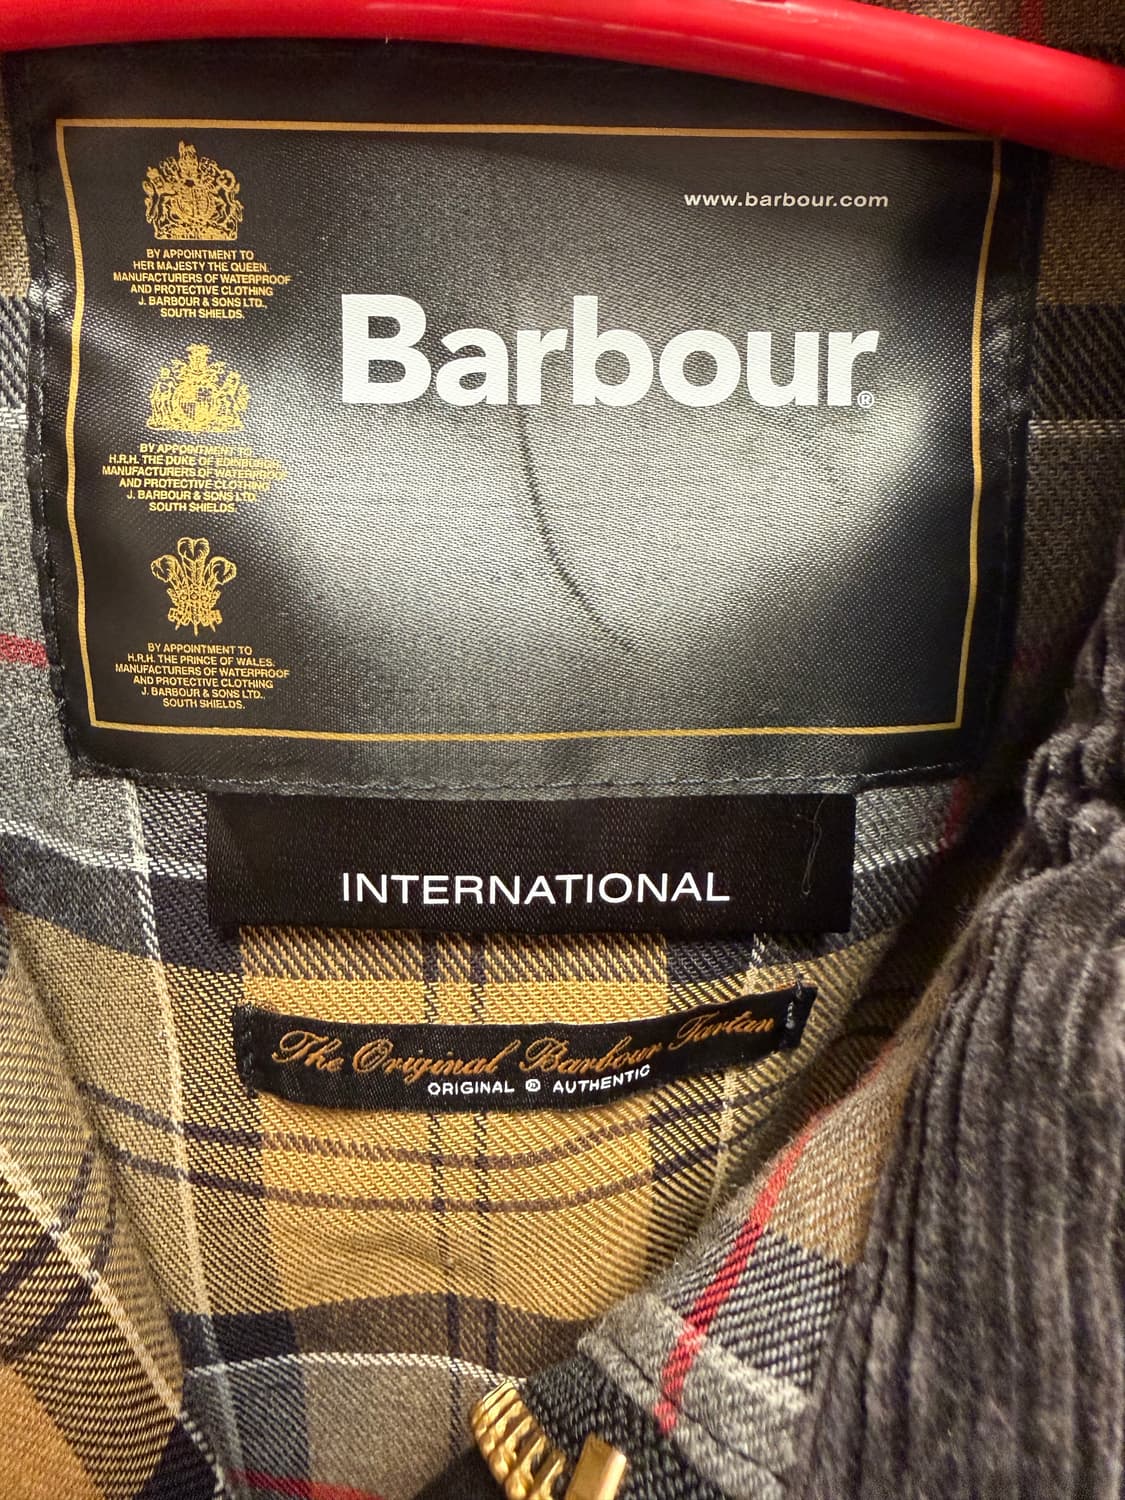 www.barbour.com
Barbour®
BY APPOINTMENT TO
HER MAJESTY THE QUEEN.
MANUFACTURERS OF WATERPROOF
AND PROTECTIVE CLOTHING
J. BARBOUR & SONS LTD.
SOUTH SHIELDS.
BY APPOINTMENT TO
H.R.H. THE DUKE OF EDINBURGH.
MANUFACTURERS OF WATERPROOF
AND PROTECTIVE CLOTHING
J. BARBOUR & SONS LTD.
SOUTH SHIELDS.
BY APPOINTMENT TO
H.R.H. THE PRINCE OF WALES.
MANUFACTURERS OF WATERPROOF
AND PROTECTIVE CLOTHING
J. BARBOUR & SONS LTD.,
SOUTH SHIELDS.
INTERNATIONAL
The Original Barbour Tartan
ORIGINAL AUTHENTIC